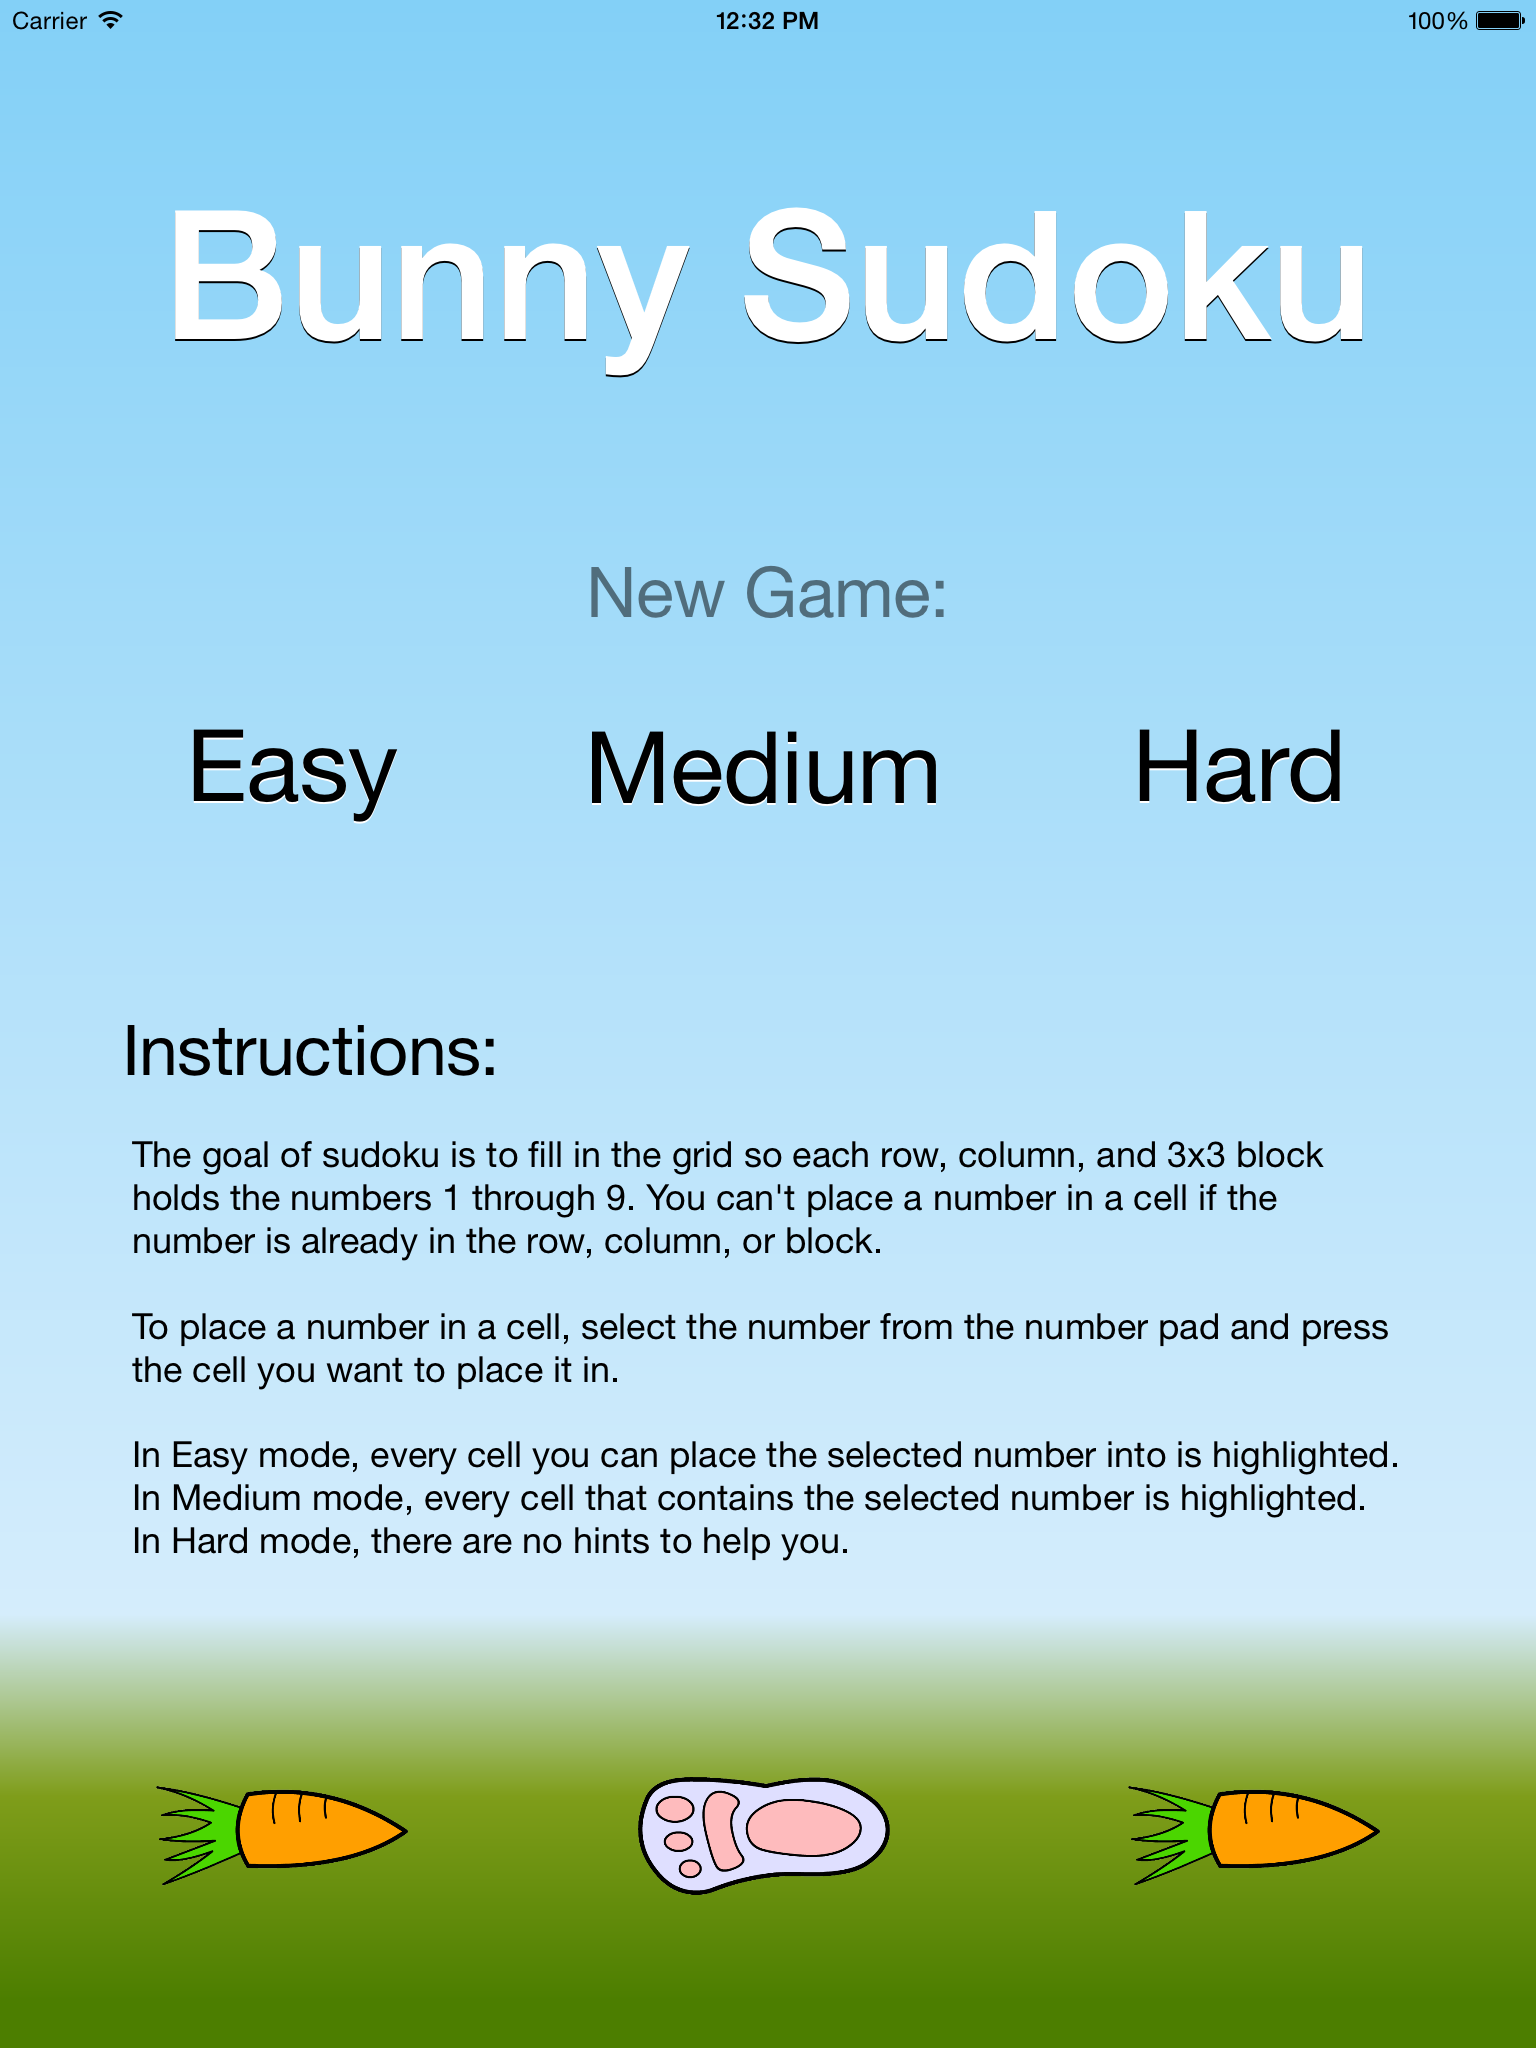 Carrier 12:32 PM 100%
Bunny Sudoku
New Game:
Easy Medium Hard
Instructions:
The goal of sudoku is to fill in the grid so each row, column, and 3x3 block
holds the numbers 1 through 9. You can't place a number in a cell if the
number is already in the row, column, or block.
To place a number in a cell, select the number from the number pad and press
the cell you want to place it in.
In Easy mode, every cell you can place the selected number into is highlighted.
In Medium mode, every cell that contains the selected number is highlighted.
In Hard mode, there are no hints to help you.